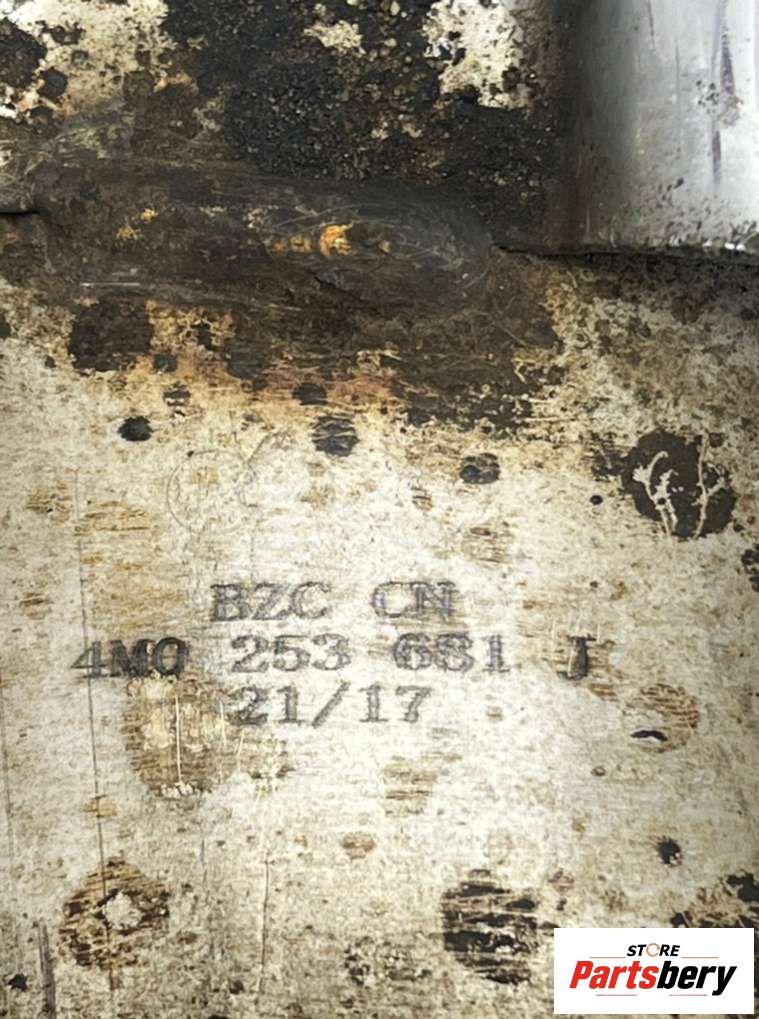 BZC CN
4M0 253 681 J
21/17
STORE
Partsbery